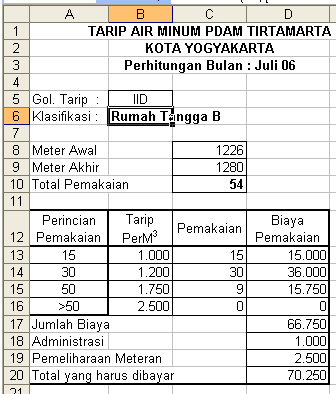 A B C D
1 TARIP AIR MINUM PDAM TIRTAMARTA
2 KOTA YOGYAKARTA
3 Perhitungan Bulan : Juli 06
4
5 Gol. Tarip : IID
6 Klasifikasi : Rumah Tangga B
7
8 Meter Awal 1226
9 Meter Akhir 1280
10 Total Pemakaian 54
11
Perincian Tarip Pemakaian Biaya
12 Pemakaian PerM³ Pemakaian
13 15 1.000 15 15.000
14 30 1.200 30 36.000
15 50 1.750 9 15.750
16 >50 2.500 0 0
17 Jumlah Biaya 66.750
18 Administrasi 1.000
19 Pemeliharaan Meteran 2.500
20 Total yang harus dibayar 70.250
21